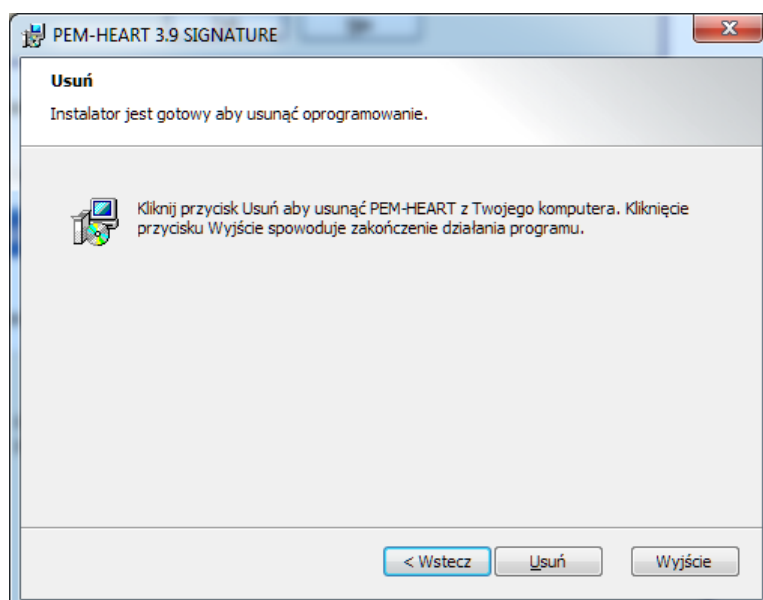 PEM-HEART 3.9 SIGNATURE
Usuń
Instalator jest gotowy aby usunąć oprogramowanie.
Kliknij przycisk Usuń aby usunąć PEM-HEART z Twojego komputera. Kliknięcie
przycisku Wyjście spowoduje zakończenie działania programu.
< Wstecz
Usuń
Wyjście